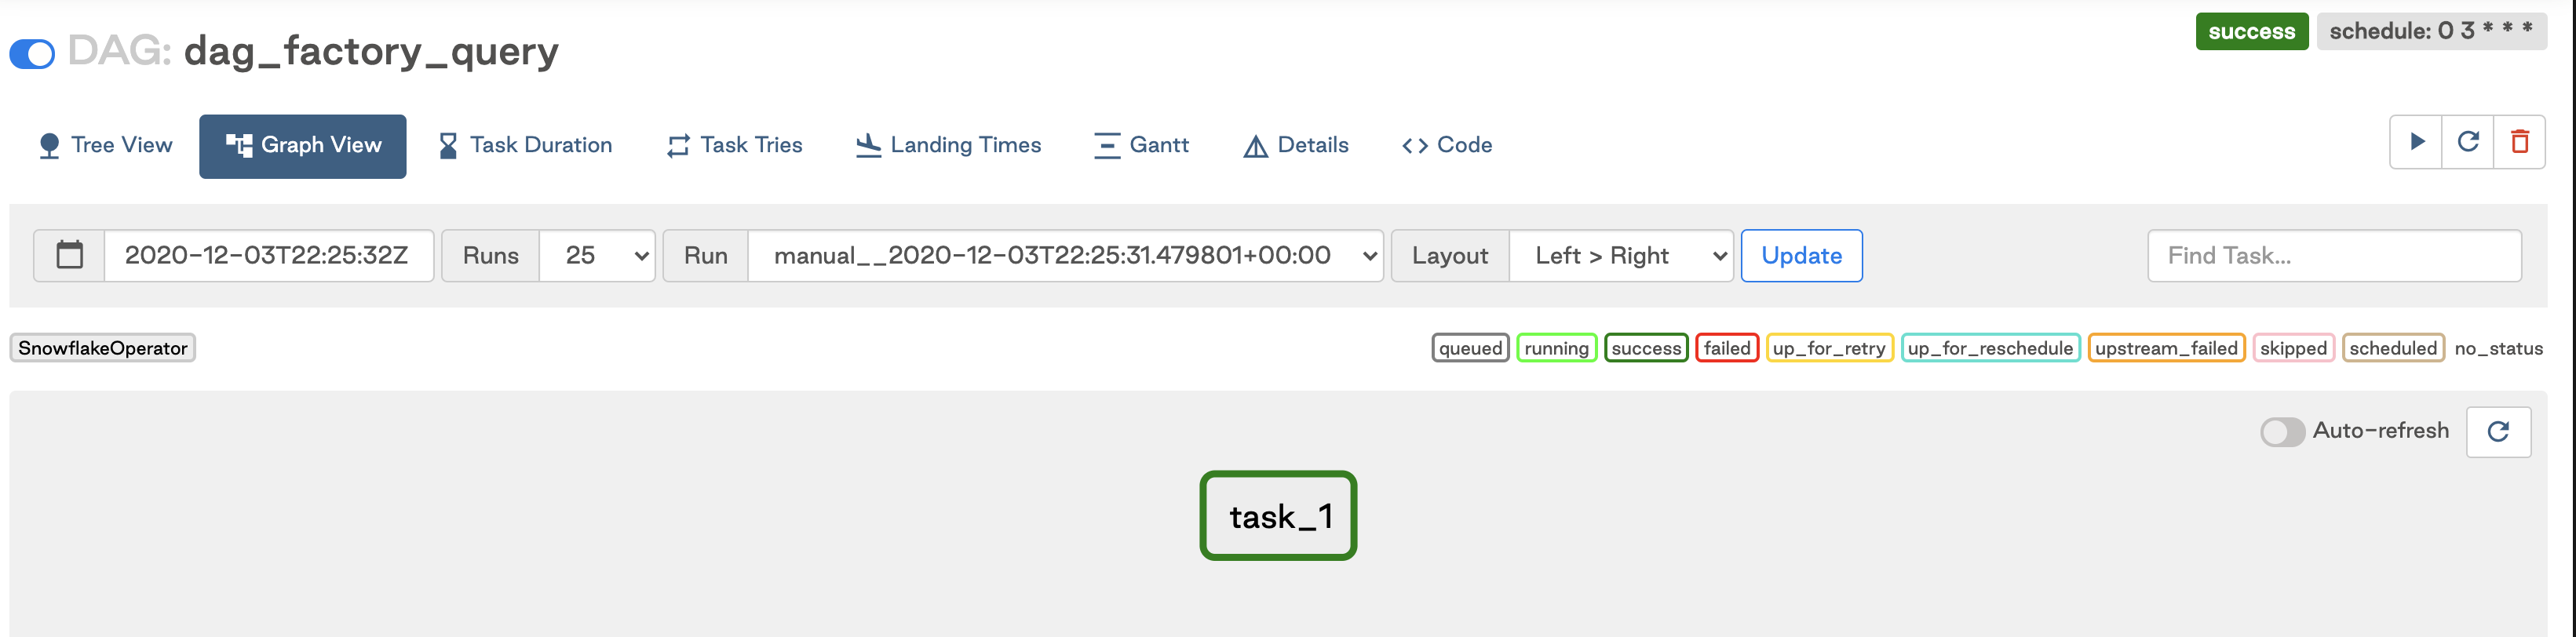 success schedule: 0 3 * * *
DAG: dag_factory_query
Tree View Graph View Task Duration Task Tries Landing Times Gantt Details Code
2020-12-03T22:25:32Z Runs 25 Run manual__2020-12-03T22:25:31.479801+00:00 Layout Left > Right Update Find Task...
SnowflakeOperator queued running success failed up_for_retry up_for_reschedule upstream_failed skipped scheduled no_status
Auto-refresh
task_1